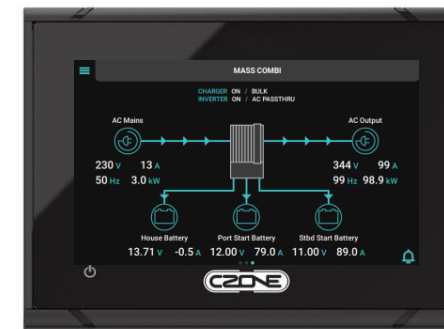 MASS COMBI
CHARGER ON / BULK
INVERTER ON / AC PASSTHRU
AC Mains
AC Output
230 V 13 A
50 Hz 3.0 kW
344 V 99 A
99 Hz 98.9 kW
House Battery
Port Start Battery
Stbd Start Battery
13.71 V -0.5 A
12.00 V 79.0 A
11.00 V 89.0 A
CZONE